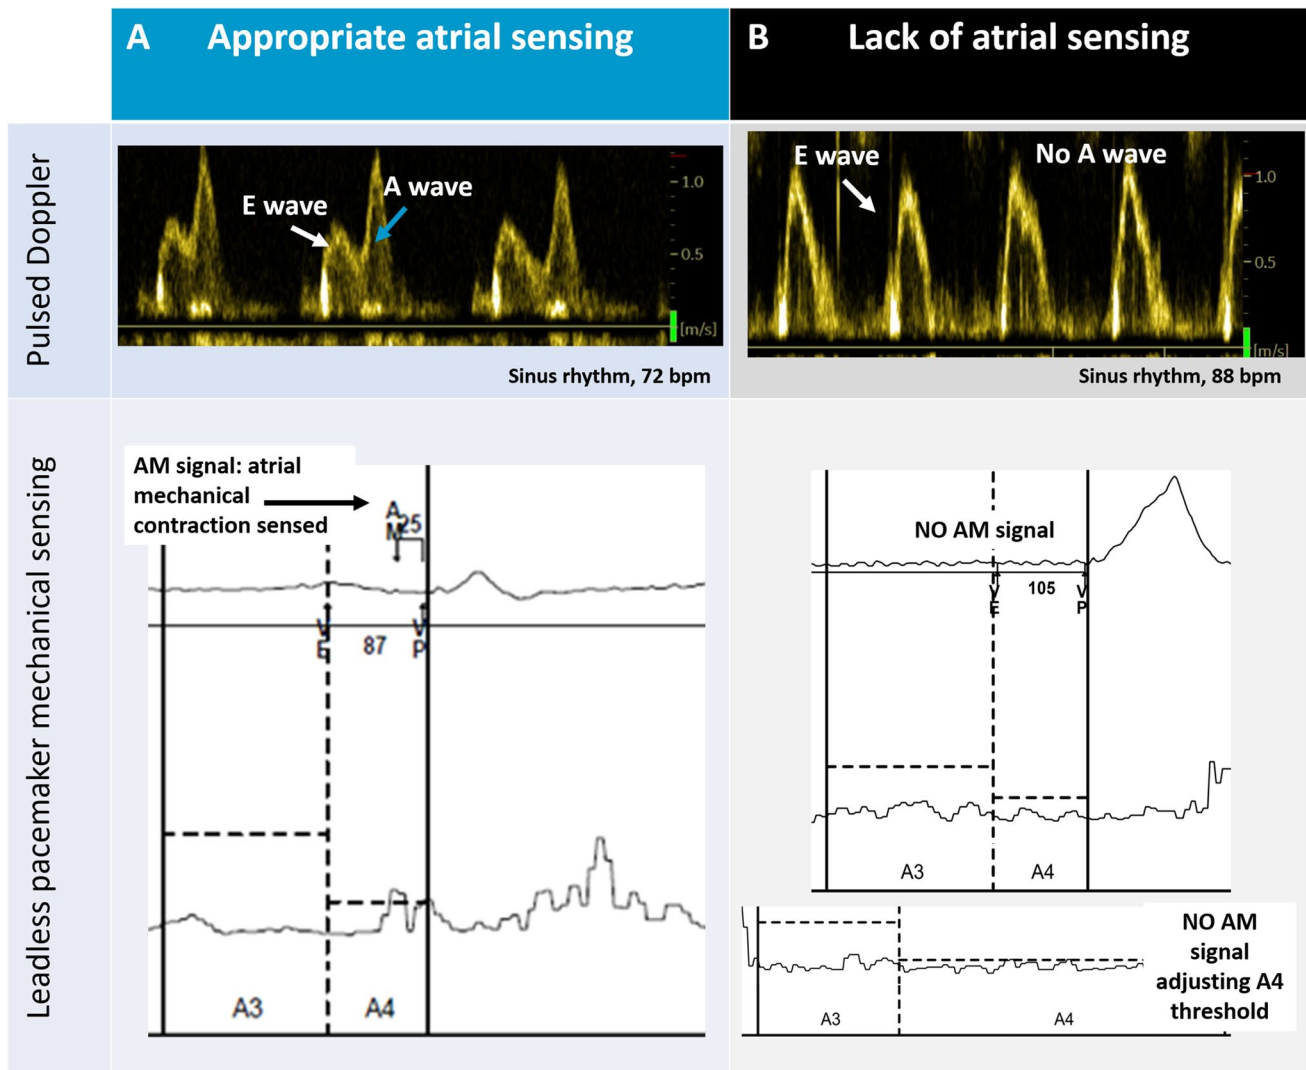 A Appropriate atrial sensing
B Lack of atrial sensing
Pulsed Doppler
E wave
A wave
1.0
0.5
[m/s]
Sinus rhythm, 72 bpm
E wave
No A wave
1.0
0.5
[m/s]
Sinus rhythm, 88 bpm
Leadless pacemaker mechanical sensing
AM signal: atrial
mechanical
contraction sensed
A
M
25
V
E
87
V
P
A3
A4
NO AM signal
V
E
105
V
P
A3
A4
NO AM
signal
adjusting A4
threshold
A3
A4